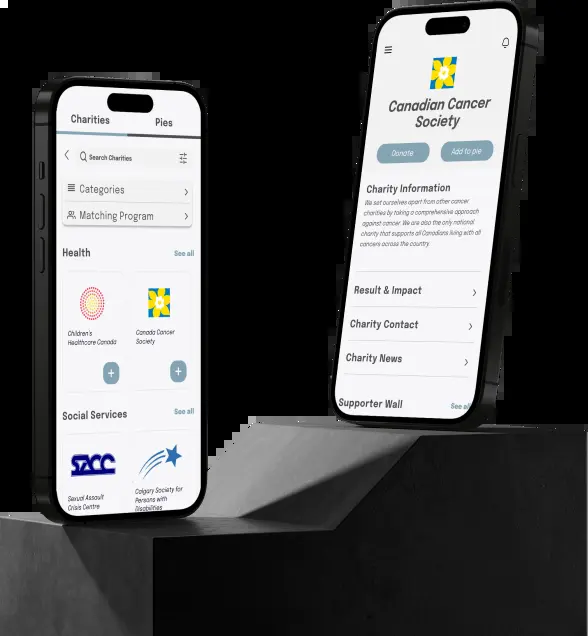 Charities
Pies
Search Charities
Categories
Matching Program
Health
See all
Children's
Healthcare Canada
Canada Cancer
Society
Social Services
See all
SACC
Sexual Assault
Crisis Centre
Calgary Society for
Persons with
Disabilities
Canadian Cancer
Society
Donate
Add to pie
Charity Information
We set ourselves apart from other cancer
charities by taking a comprehensive approach
against cancer. We are also the only national
charity that supports all Canadians living with all
cancers across the country.
Result & Impact
Charity Contact
Charity News
Supporter Wall
See all